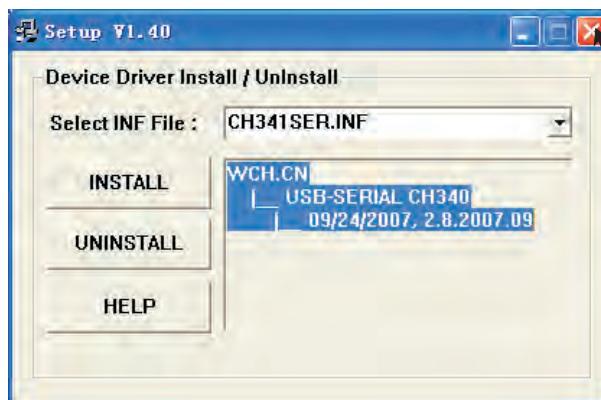 Setup V1.40
Device Driver Install / UnInstall
Select INF File : CH341SER.INF
INSTALL
WCH.CN
|__ USB-SERIAL CH340
|__ 09/24/2007, 2.8.2007.09
UNINSTALL
HELP